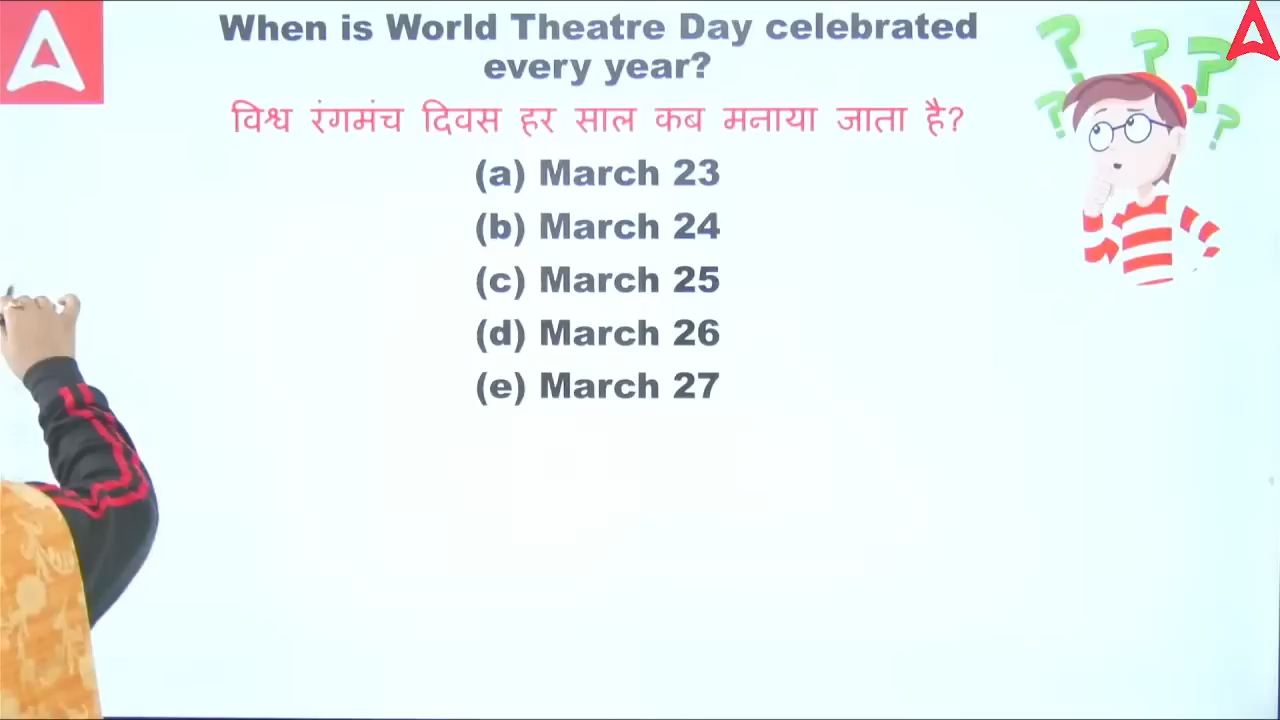 When is World Theatre Day celebrated
every year?
विश्व रंगमंच दिवस हर साल कब मनाया जाता है?
(a) March 23
(b) March 24
(c) March 25
(d) March 26
(e) March 27